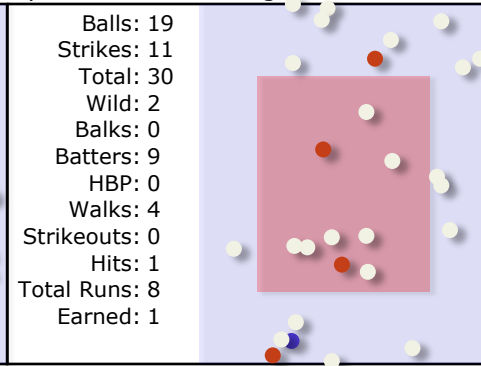 Balls: 19
Strikes: 11
Total: 30
Wild: 2
Balks: 0
Batters: 9
HBP: 0
Walks: 4
Strikeouts: 0
Hits: 1
Total Runs: 8
Earned: 1